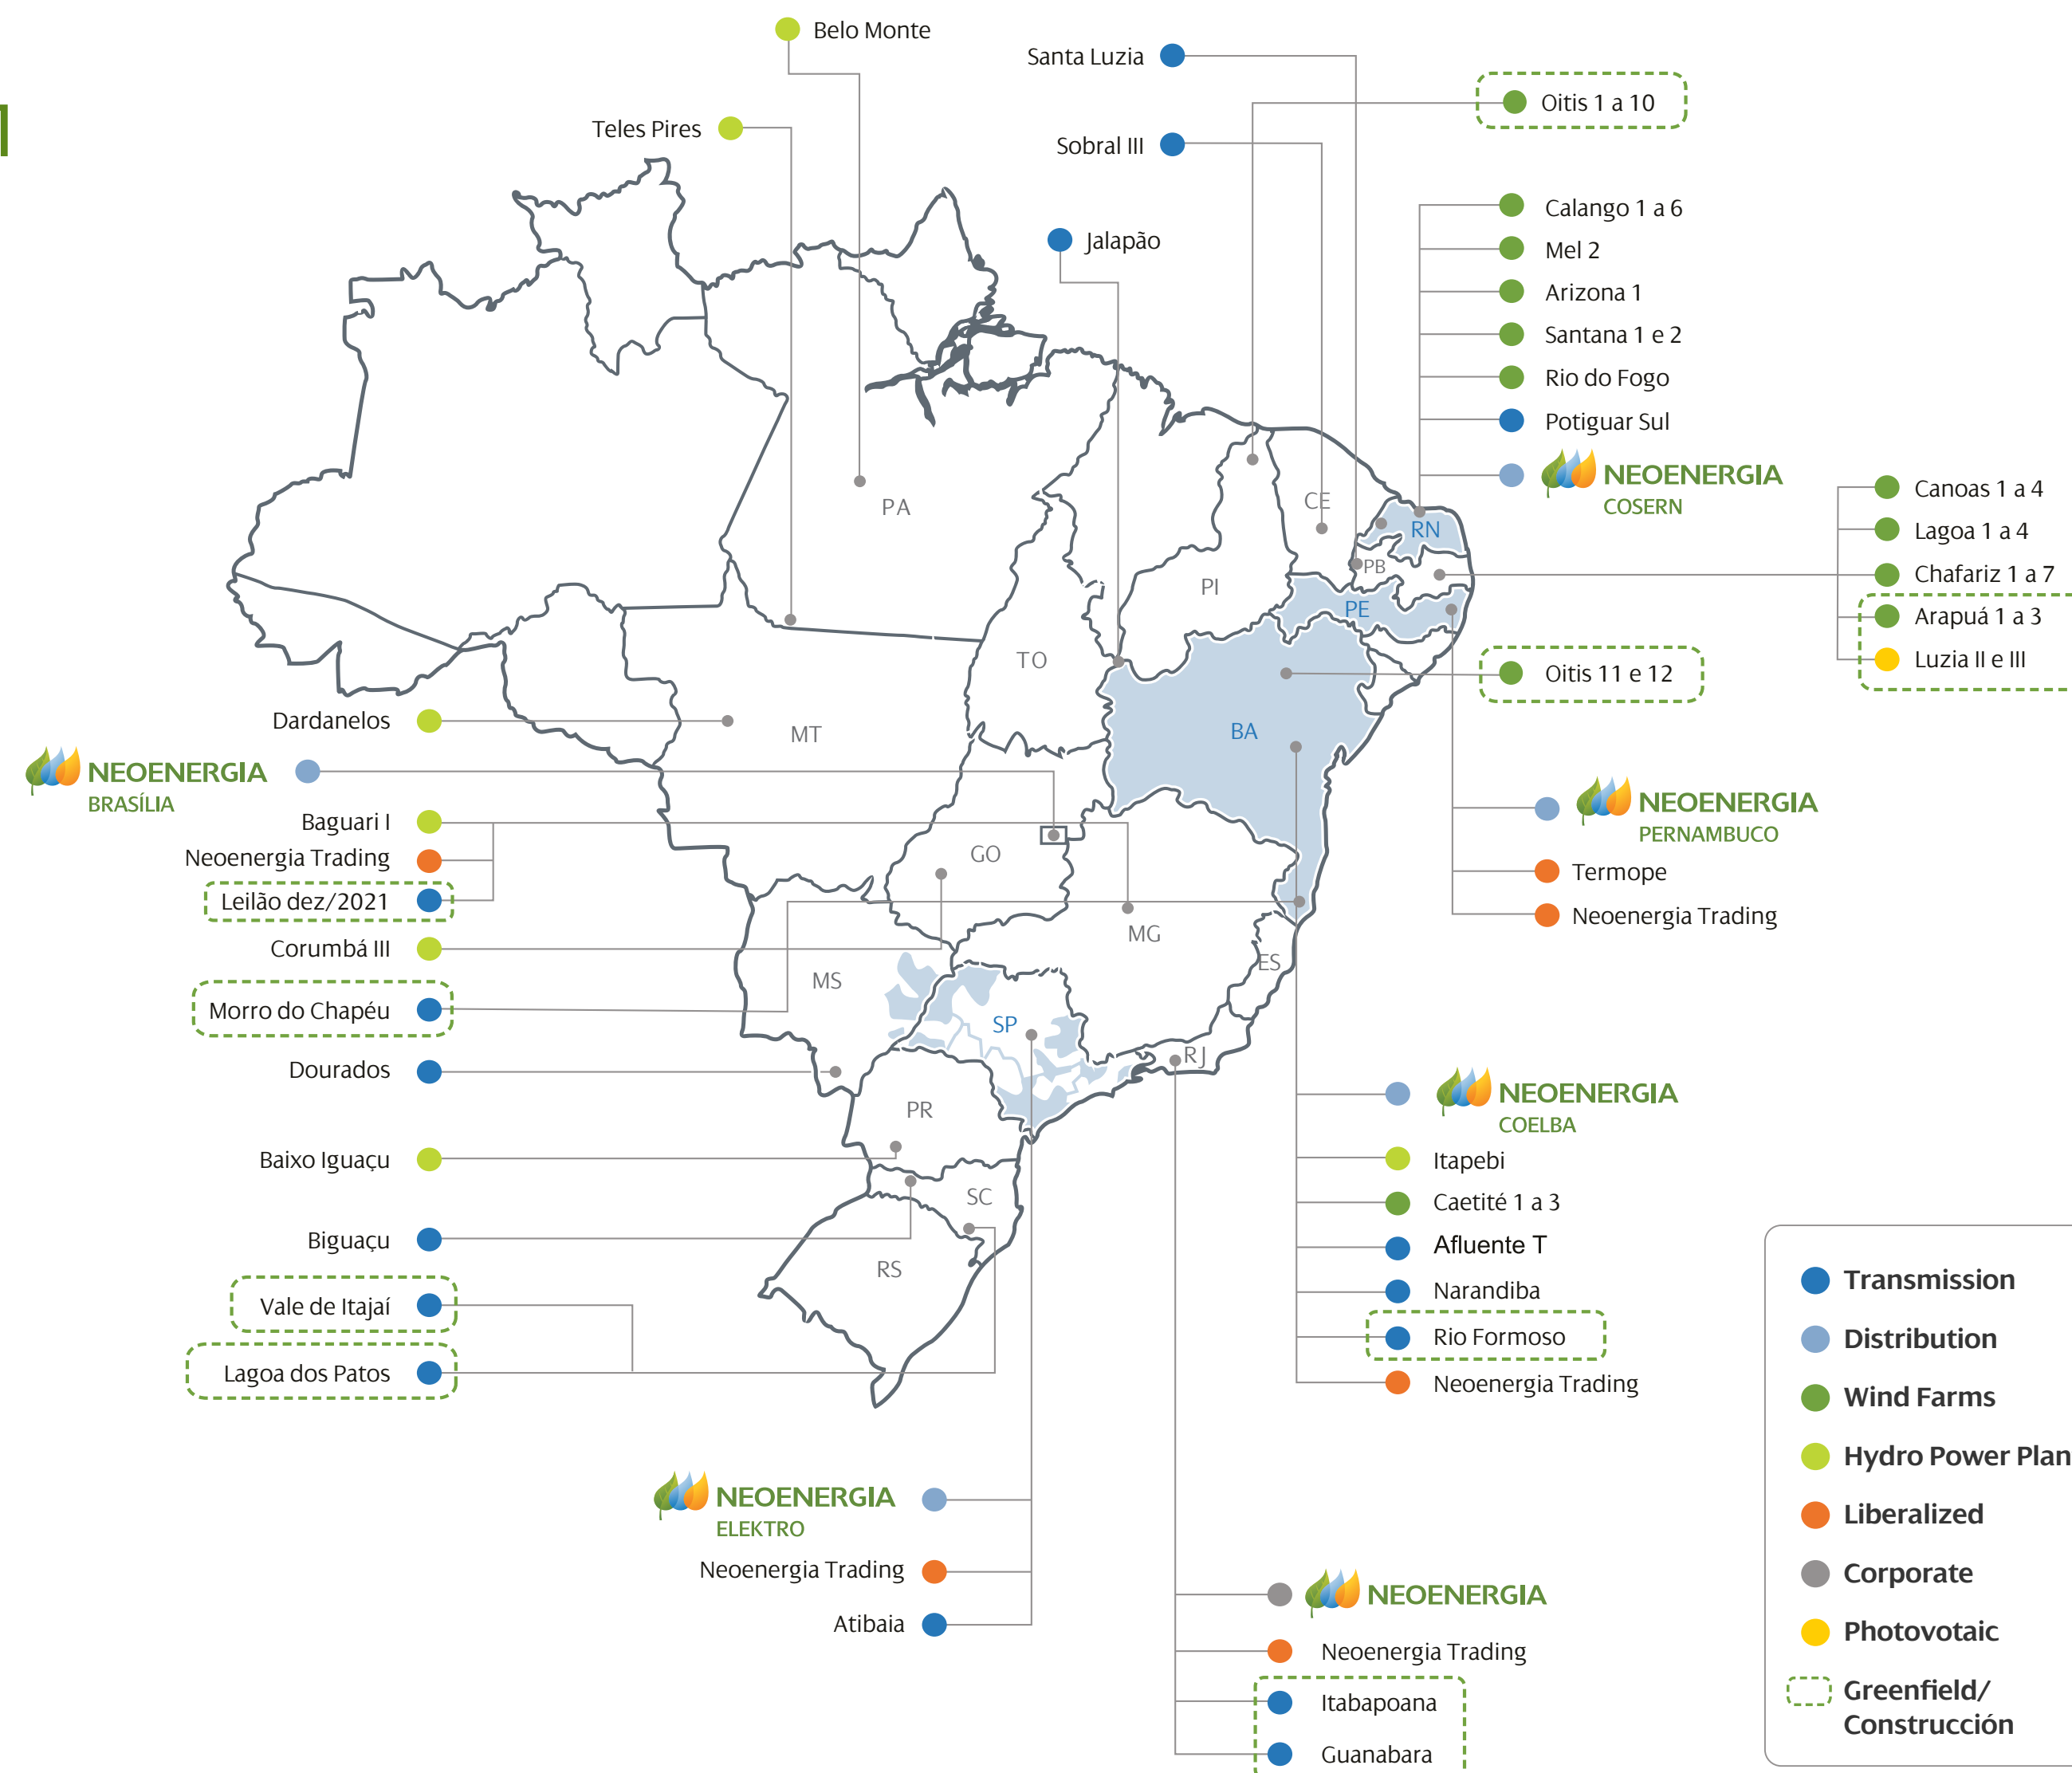 Belo Monte
Santa Luzia
Oitis 1 a 10
Teles Pires
Sobral III
Calango 1 a 6
Jalapão
Mel 2
Arizona 1
Santana 1 e 2
Rio do Fogo
Potiguar Sul
NEOENERGIA
COSERN
Canoas 1 a 4
Lagoa 1 a 4
Chafariz 1 a 7
Arapuá 1 a 3
Luzia II e III
PA
CE
RN
PB
PI
PE
TO
Oitis 11 e 12
BA
MT
Dardanelos
NEOENERGIA
BRASÍLIA
NEOENERGIA
PERNAMBUCO
Termope
Neoenergia Trading
Baguari I
Neoenergia Trading
Leilão dez/2021
Corumbá III
Morro do Chapéu
Dourados
Baixo Iguaçu
Biguaçu
Vale de Itajaí
Lagoa dos Patos
GO
MG
ES
MS
SP
RJ
PR
SC
RS
NEOENERGIA
COELBA
Itapebi
Caetité 1 a 3
Afluente T
Narandiba
Rio Formoso
Neoenergia Trading
NEOENERGIA
ELEKTRO
Neoenergia Trading
Atibaia
NEOENERGIA
Neoenergia Trading
Itabapoana
Guanabara
Transmission
Distribution
Wind Farms
Hydro Power Plan
Liberalized
Corporate
Photovotaic
Greenfield/
Construcción